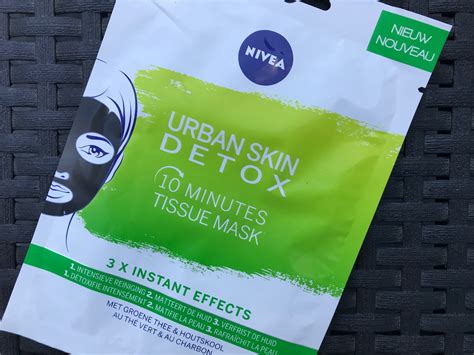 NIEUW
NOUVEAU
NIVEA
URBAN SKIN
DETOX
10 MINUTES
TISSUE MASK
3 X INSTANT EFFECTS
1. INTENSIEVE REINIGING 2. MATTEERT DE HUID 3. VERFRIST DE HUID
1. DÉTOXIFIE INTENSÉMENT 2. MATIFIE LA PEAU 3. RAFRAICHIT LA PEAU
MET GROENE THEE & HOUTSKOOL
AU THÉ VERT & AU CHARBON